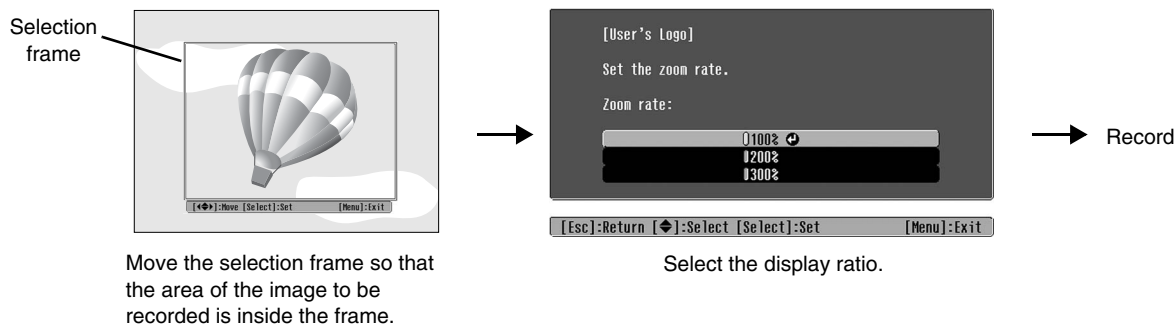 Selection
frame
[◀◆▶]:Move [Select]:Set [Menu]:Exit
Move the selection frame so that
the area of the image to be
recorded is inside the frame.
[User's Logo]
Set the zoom rate.
Zoom rate:
100%
200%
300%
[Esc]:Return [◆]:Select [Select]:Set [Menu]:Exit
Select the display ratio.
Record